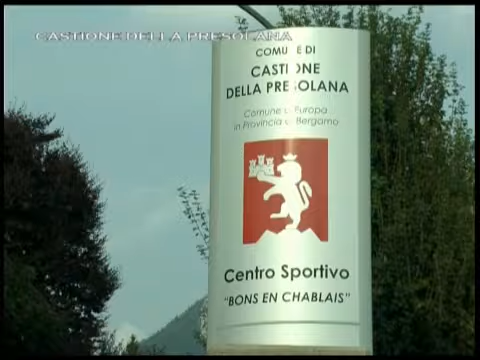 CASTIONE DELLA PRESOLANA
COMUNE DI
CASTIONE
DELLA PRESOLANA
Comune d'Europa
in Provincia di Bergamo
Centro Sportivo
"BONS EN CHABLAIS"